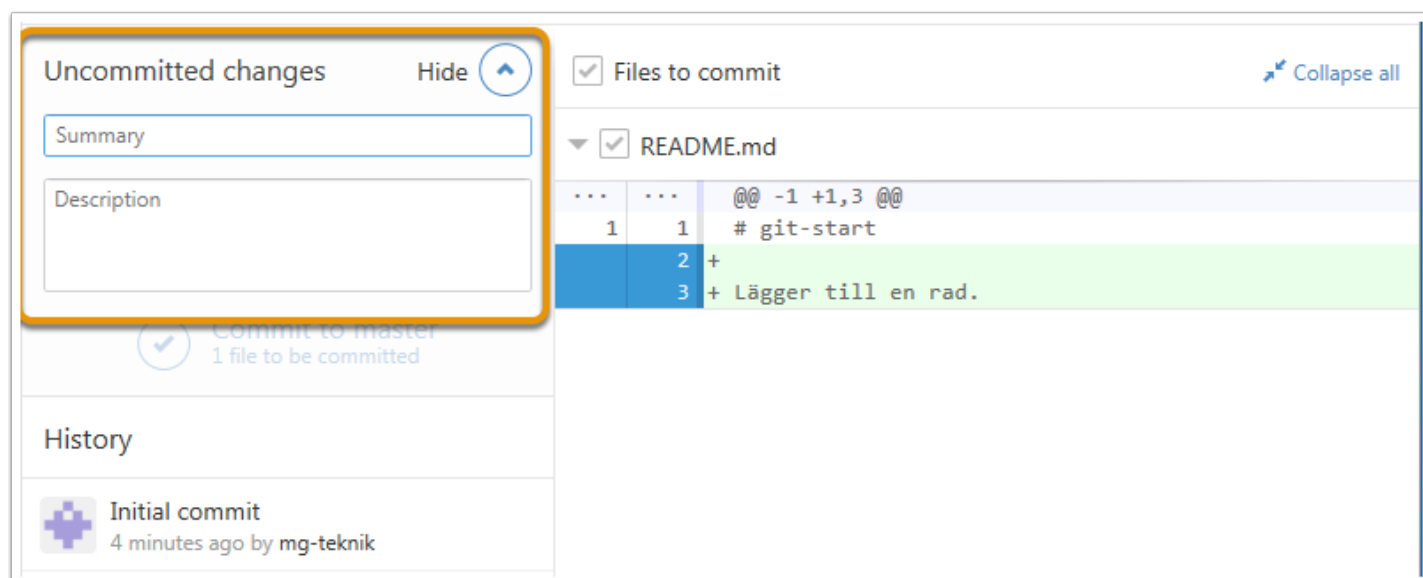 Uncommitted changes Hide
Summary
Description
Commit to master
1 file to be committed
History
Initial commit
4 minutes ago by mg-teknik
Files to commit Collapse all
README.md
... ... @@ -1 +1,3 @@
1 1 # git-start
2 +
3 + Lägger till en rad.